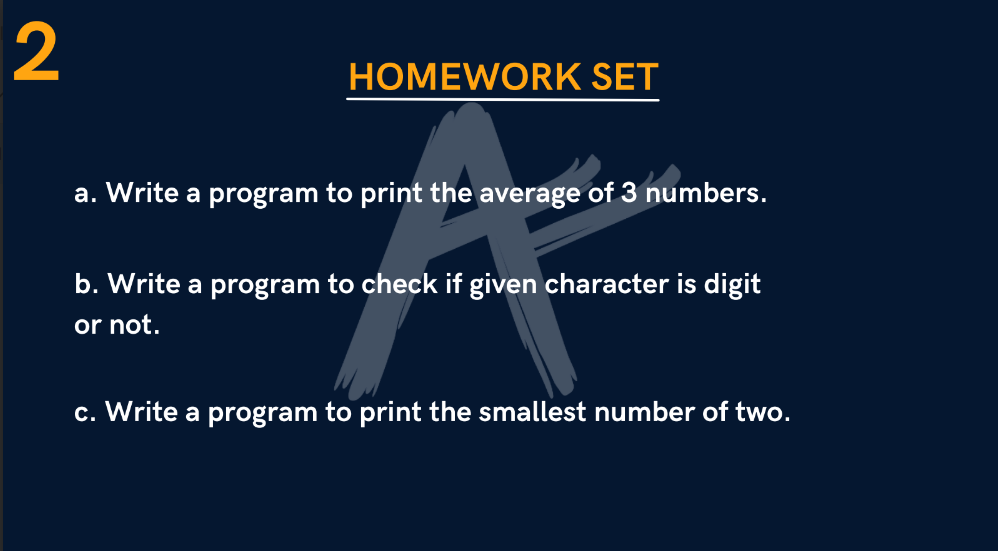 2
HOMEWORK SET
a. Write a program to print the average of 3 numbers.
b. Write a program to check if given character is digit
or not.
c. Write a program to print the smallest number of two.